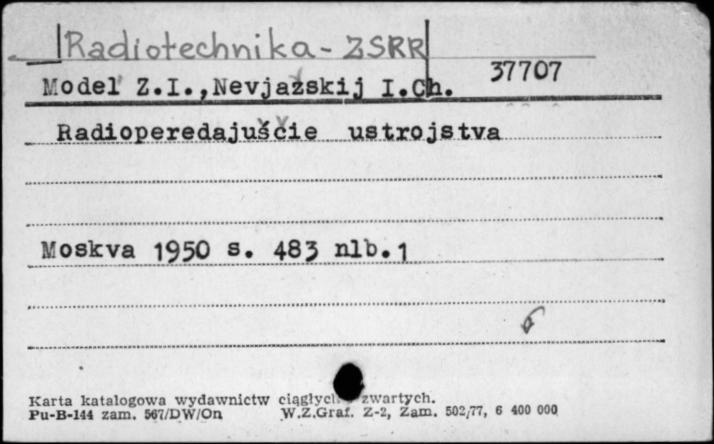 Radiotechnika - ZSRR
Model Z.I., Nevjažskij I.Ch. 37707
Radioperedajuščie ustrojstva
Moskva 1950 s. 483 nlb. 1
6
Karta katalogowa wydawnictw ciągłych zwartych.
Pu-B-144 zam. 567/DW/On W.Z.Graf. Z-2, Zam. 502/77, 6 400 000